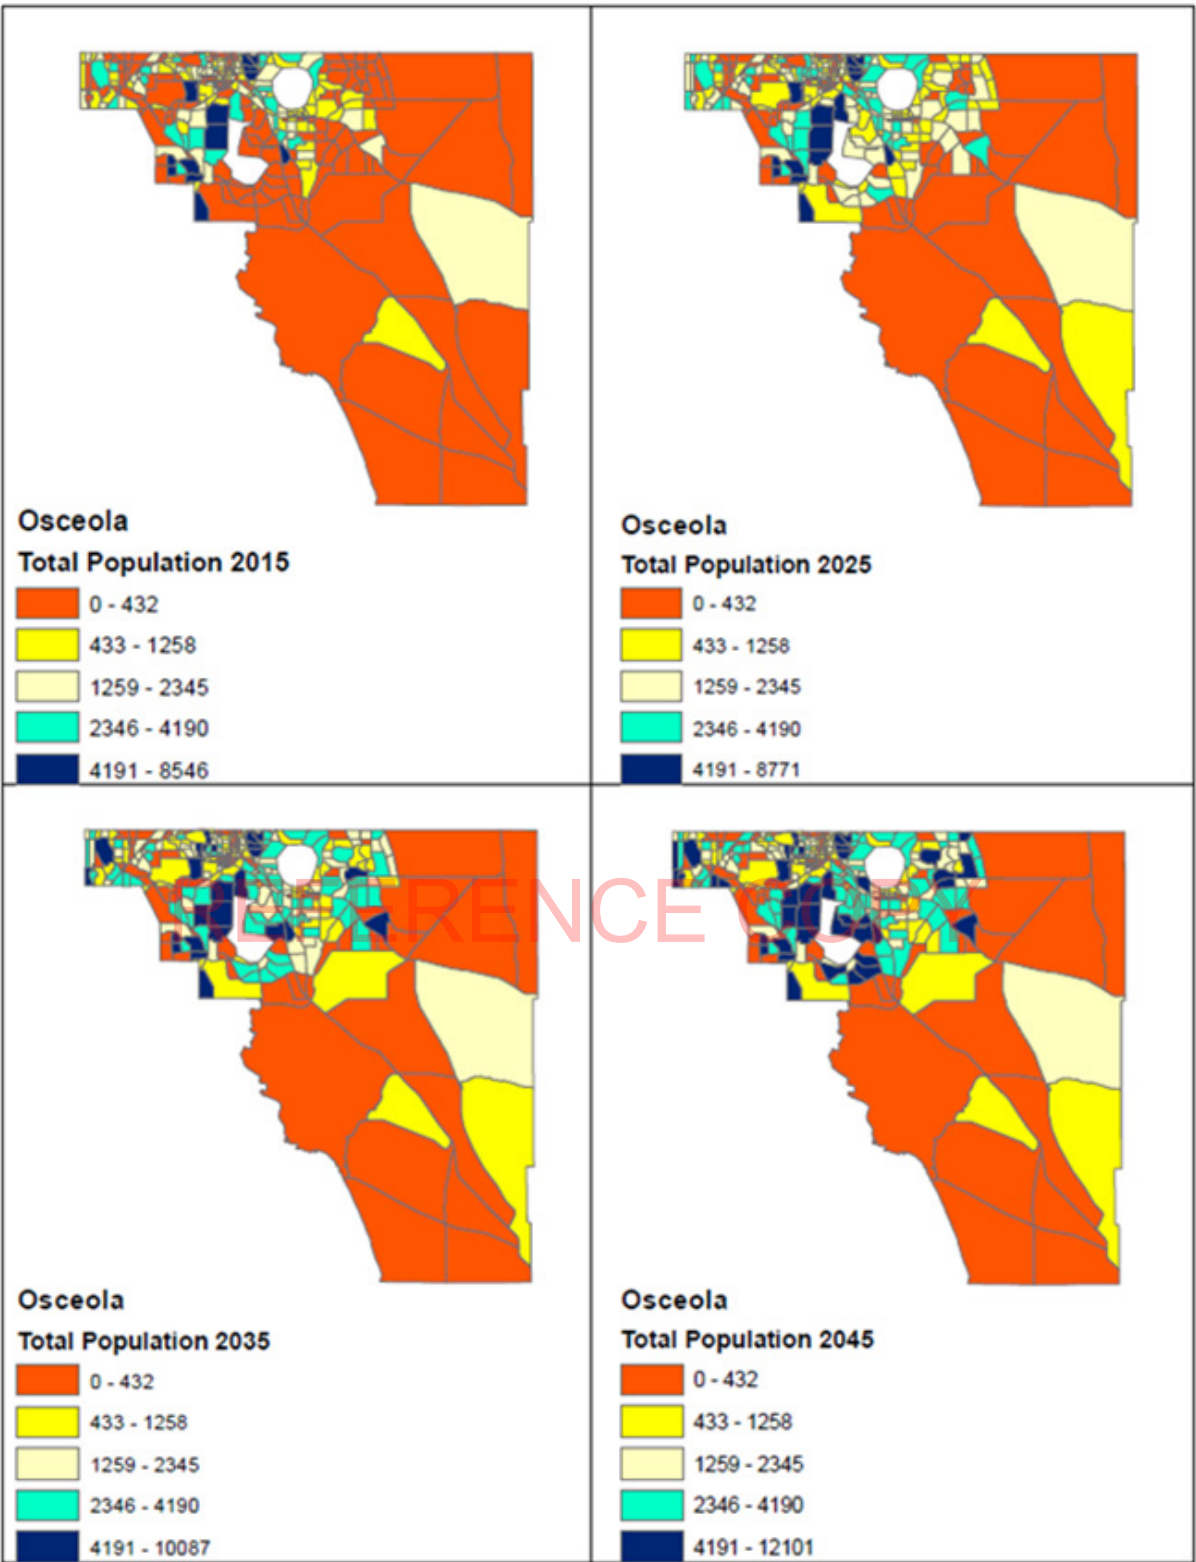 Osceola
Total Population 2015
0 - 432
433 - 1258
1259 - 2345
2346 - 4190
4191 - 8546
Osceola
Total Population 2025
0 - 432
433 - 1258
1259 - 2345
2346 - 4190
4191 - 8771
REFERENCE COPY
Osceola
Total Population 2035
0 - 432
433 - 1258
1259 - 2345
2346 - 4190
4191 - 10087
Osceola
Total Population 2045
0 - 432
433 - 1258
1259 - 2345
2346 - 4190
4191 - 12101